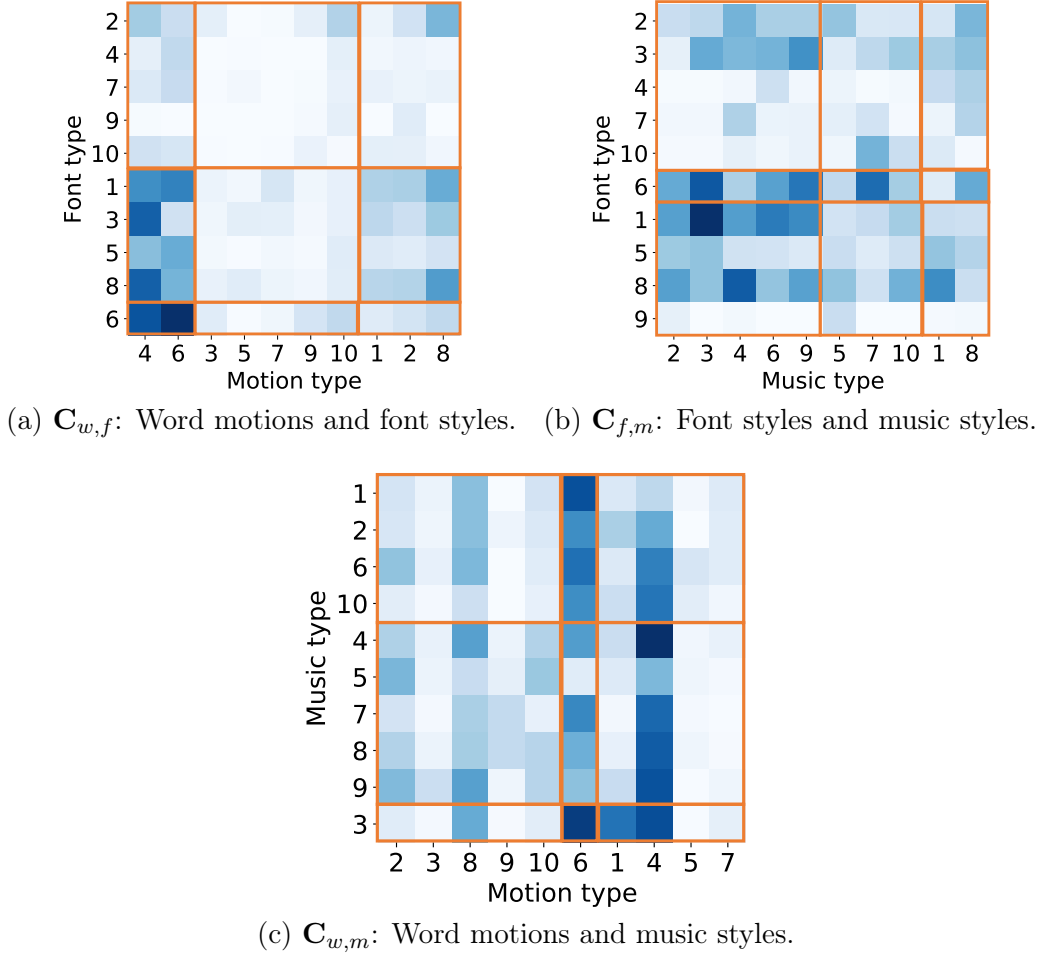 2
4
7
9
10
1
3
5
8
6
Font type
4 6 3 5 7 9 10 1 2 8
Motion type
(a) C_{w,f}: Word motions and font styles.
2
3
4
7
10
6
1
5
8
9
Font type
2 3 4 6 9 5 7 10 1 8
Music type
(b) C_{f,m}: Font styles and music styles.
1
2
6
10
4
5
7
8
9
3
Music type
2 3 8 9 10 6 1 4 5 7
Motion type
(c) C_{w,m}: Word motions and music styles.